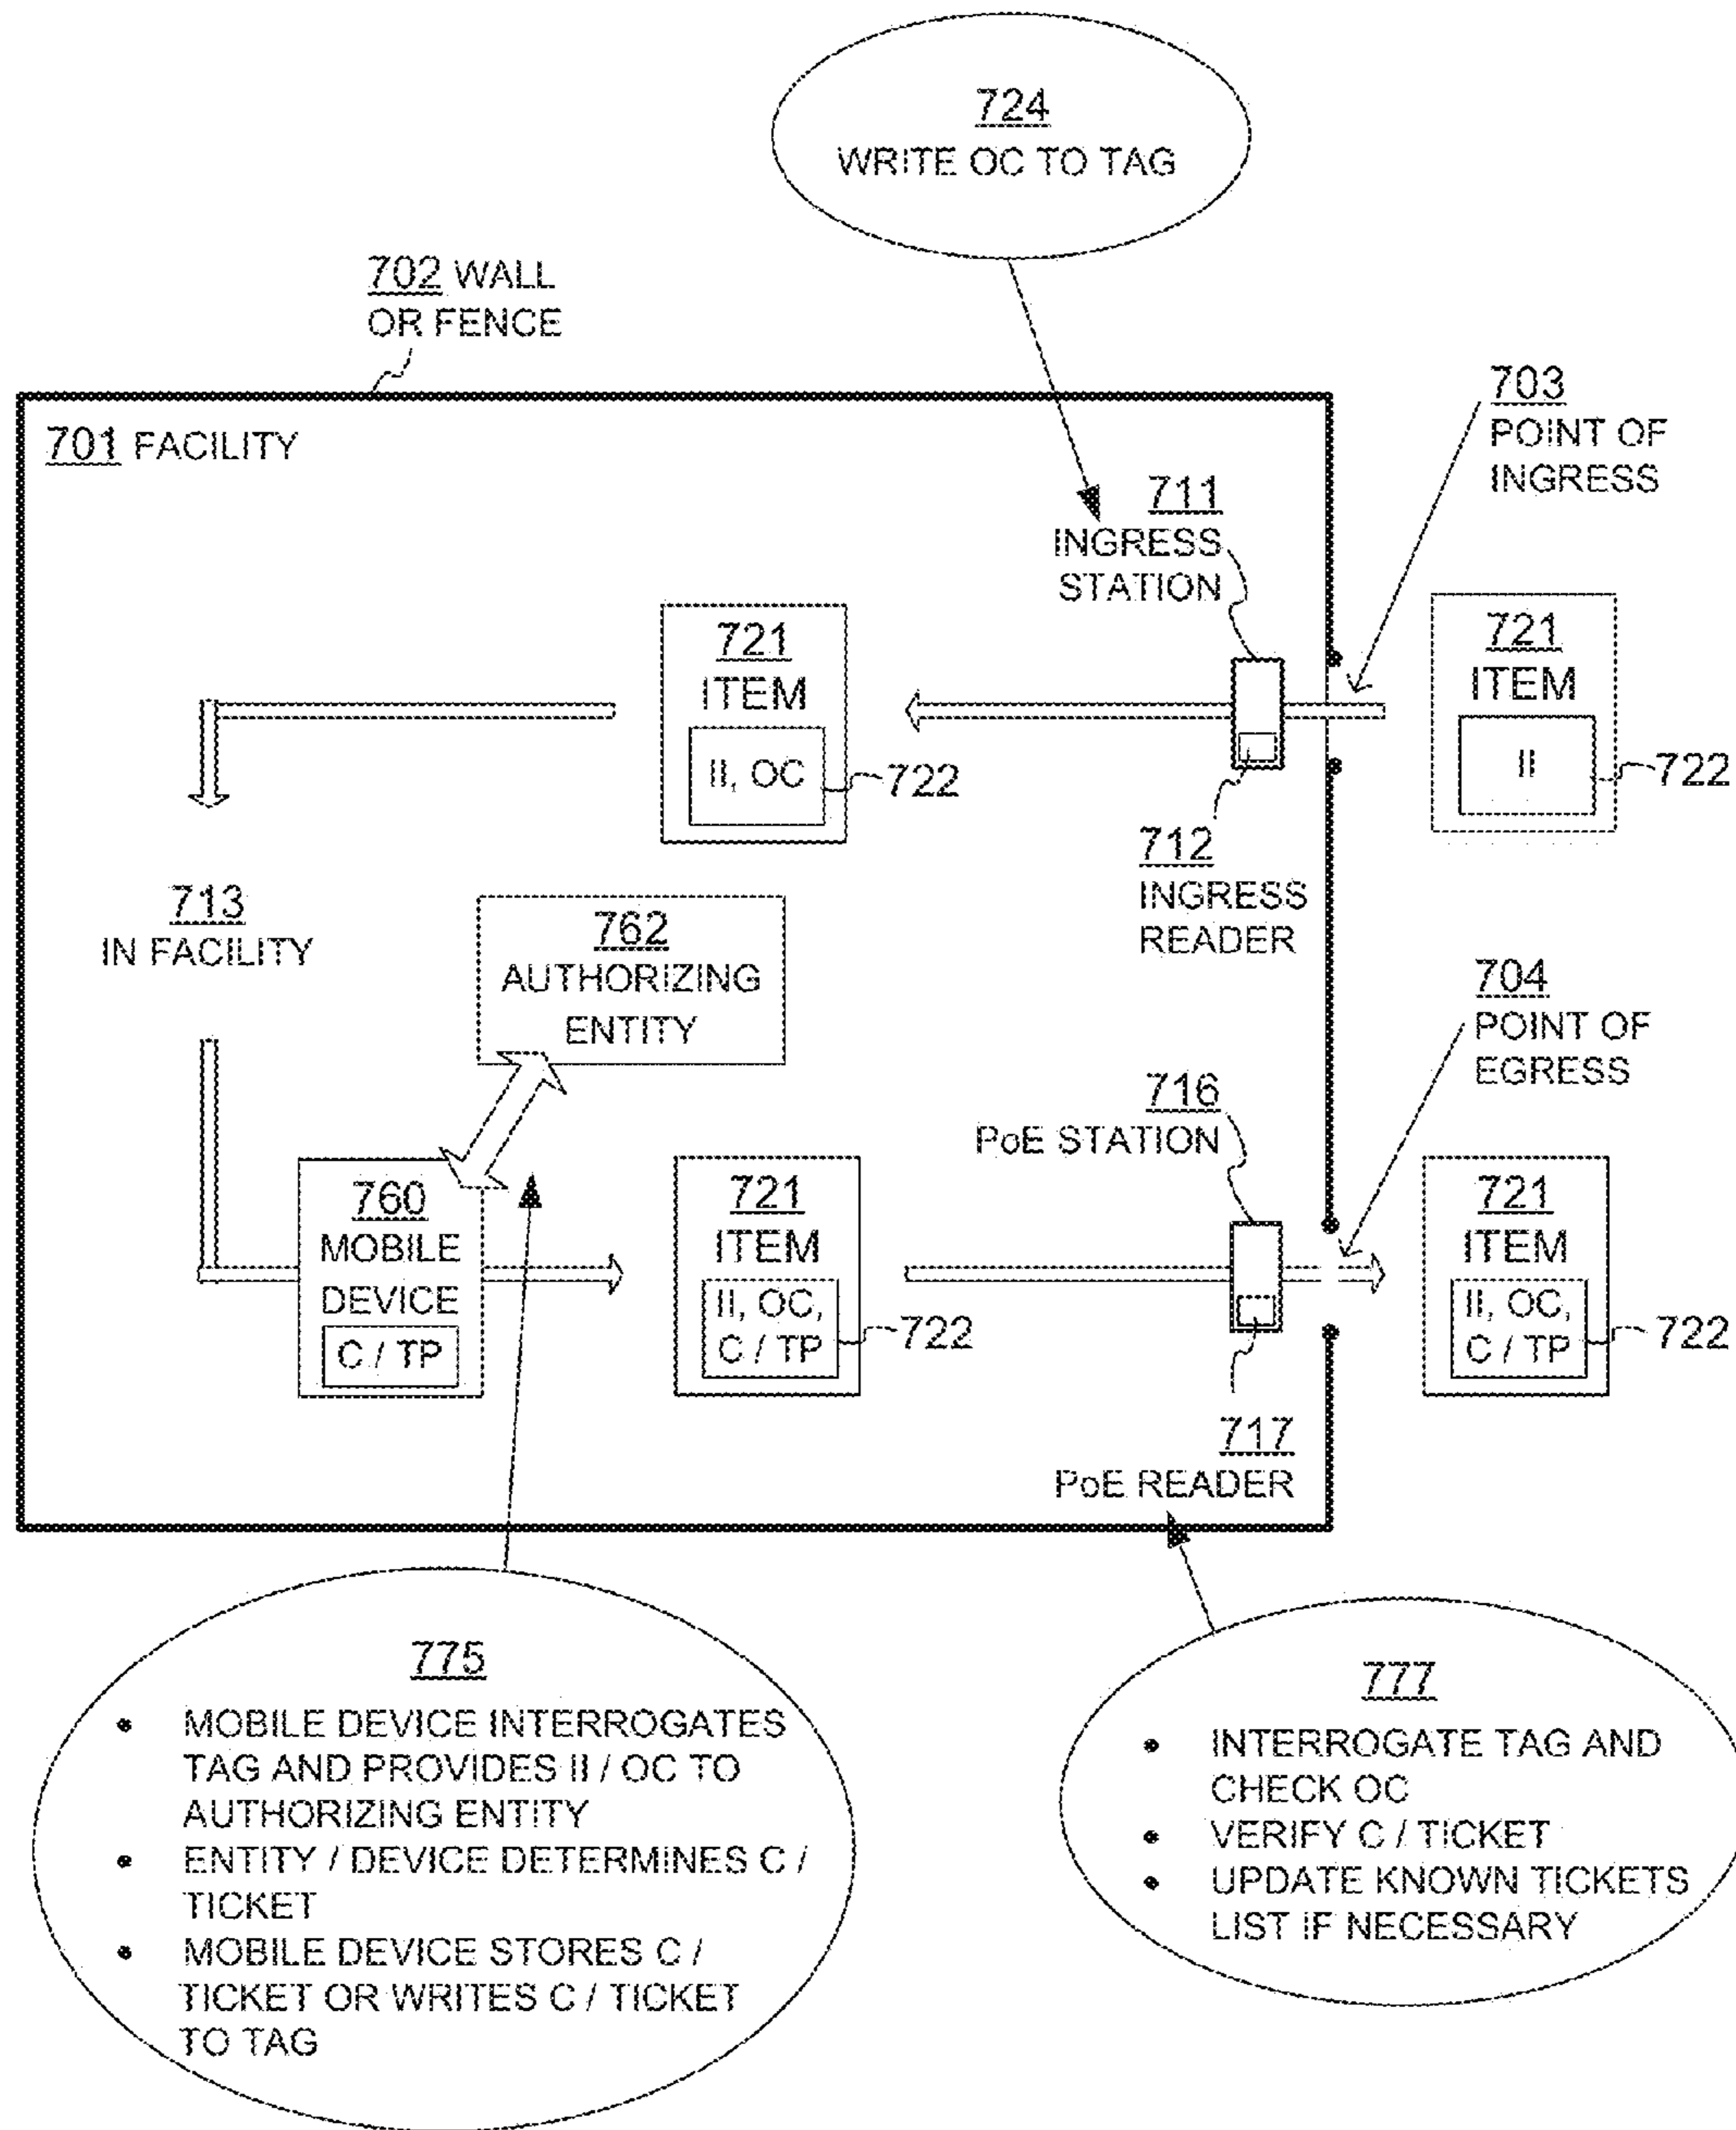 724
WRITE OC TO TAG
702 WALL
OR FENCE
703
POINT OF
INGRESS
701 FACILITY
711
INGRESS
STATION
721
ITEM
II, OC
722
721
ITEM
II
722
712
INGRESS
READER
713
IN FACILITY
762
AUTHORIZING
ENTITY
704
POINT OF
EGRESS
716
PoE STATION
760
MOBILE
DEVICE
C / TP
721
ITEM
II, OC,
C / TP
722
721
ITEM
II, OC,
C / TP
722
717
PoE READER
775
• MOBILE DEVICE INTERROGATES
TAG AND PROVIDES II / OC TO
AUTHORIZING ENTITY
• ENTITY / DEVICE DETERMINES C /
TICKET
• MOBILE DEVICE STORES C /
TICKET OR WRITES C / TICKET
TO TAG
777
• INTERROGATE TAG AND
CHECK OC
• VERIFY C / TICKET
• UPDATE KNOWN TICKETS
LIST IF NECESSARY